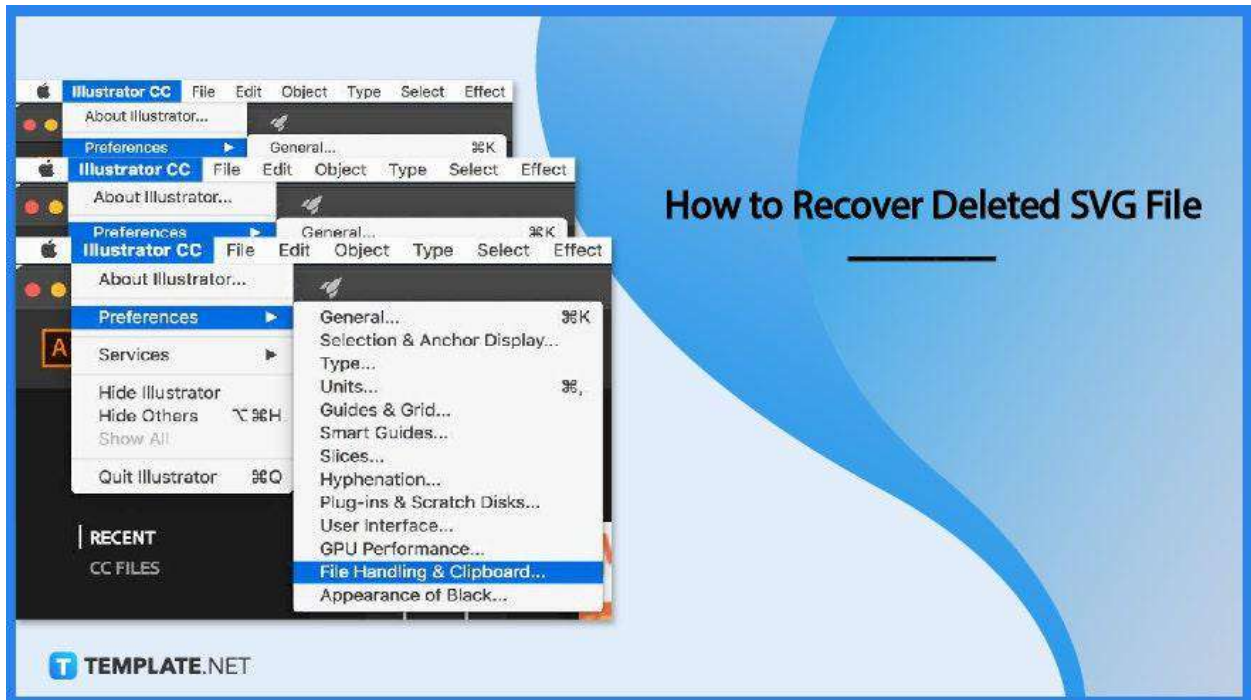 Illustrator CC File Edit Object Type Select Effect
About Illustrator...
Preferences General... ⌘K
Illustrator CC File Edit Object Type Select Effect
About Illustrator...
Preferences General... ⌘K
Illustrator CC File Edit Object Type Select Effect
About Illustrator...
Preferences
Services
Hide Illustrator
Hide Others ⌥⌘H
Show All
Quit Illustrator ⌘Q
General... ⌘K
Selection & Anchor Display...
Type...
Units... ⌘,
Guides & Grid...
Smart Guides...
Slices...
Hyphenation...
Plug-ins & Scratch Disks...
User Interface...
GPU Performance...
File Handling & Clipboard...
Appearance of Black...
A
RECENT
CC FILES
How to Recover Deleted SVG File
T TEMPLATE.NET